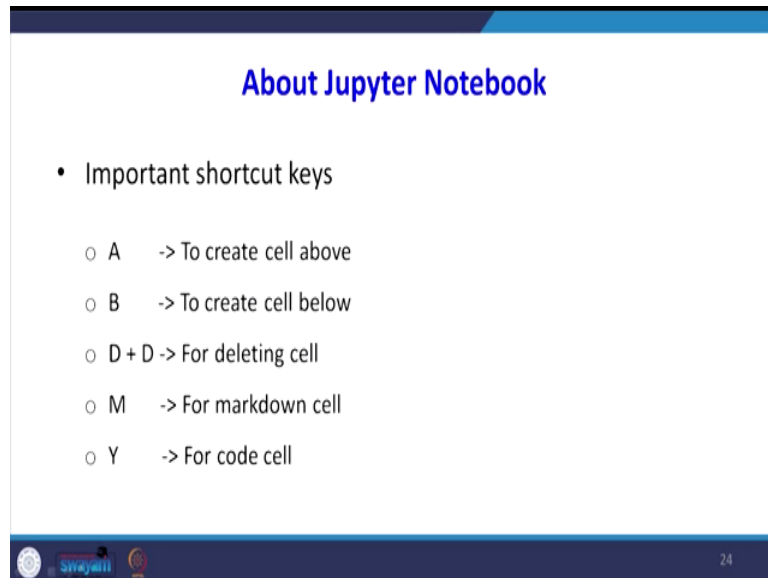 About Jupyter Notebook
• Important shortcut keys
o A -> To create cell above
o B -> To create cell below
o D + D -> For deleting cell
o M -> For markdown cell
o Y -> For code cell
swayam
24